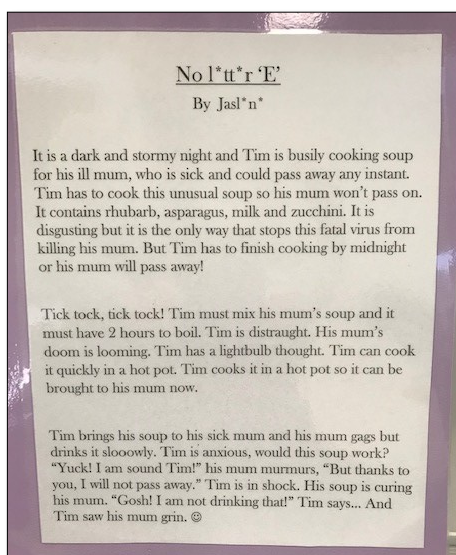 No l*tt*r ‘E’
By Jasl*n*
It is a dark and stormy night and Tim is busily cooking soup
for his ill mum, who is sick and could pass away any instant.
Tim has to cook this unusual soup so his mum won’t pass on.
It contains rhubarb, asparagus, milk and zucchini. It is
disgusting but it is the only way that stops this fatal virus from
killing his mum. But Tim has to finish cooking by midnight
or his mum will pass away!
Tick tock, tick tock! Tim must mix his mum’s soup and it
must have 2 hours to boil. Tim is distraught. His mum’s
doom is looming. Tim has a lightbulb thought. Tim can cook
it quickly in a hot pot. Tim cooks it in a hot pot so it can be
brought to his mum now.
Tim brings his soup to his sick mum and his mum gags but
drinks it slooowly. Tim is anxious, would this soup work?
“Yuck! I am sound Tim!” his mum murmurs, “But thanks to
you, I will not pass away.” Tim is in shock. His soup is curing
his mum. “Gosh! I am not drinking that!” Tim says... And
Tim saw his mum grin. ☺